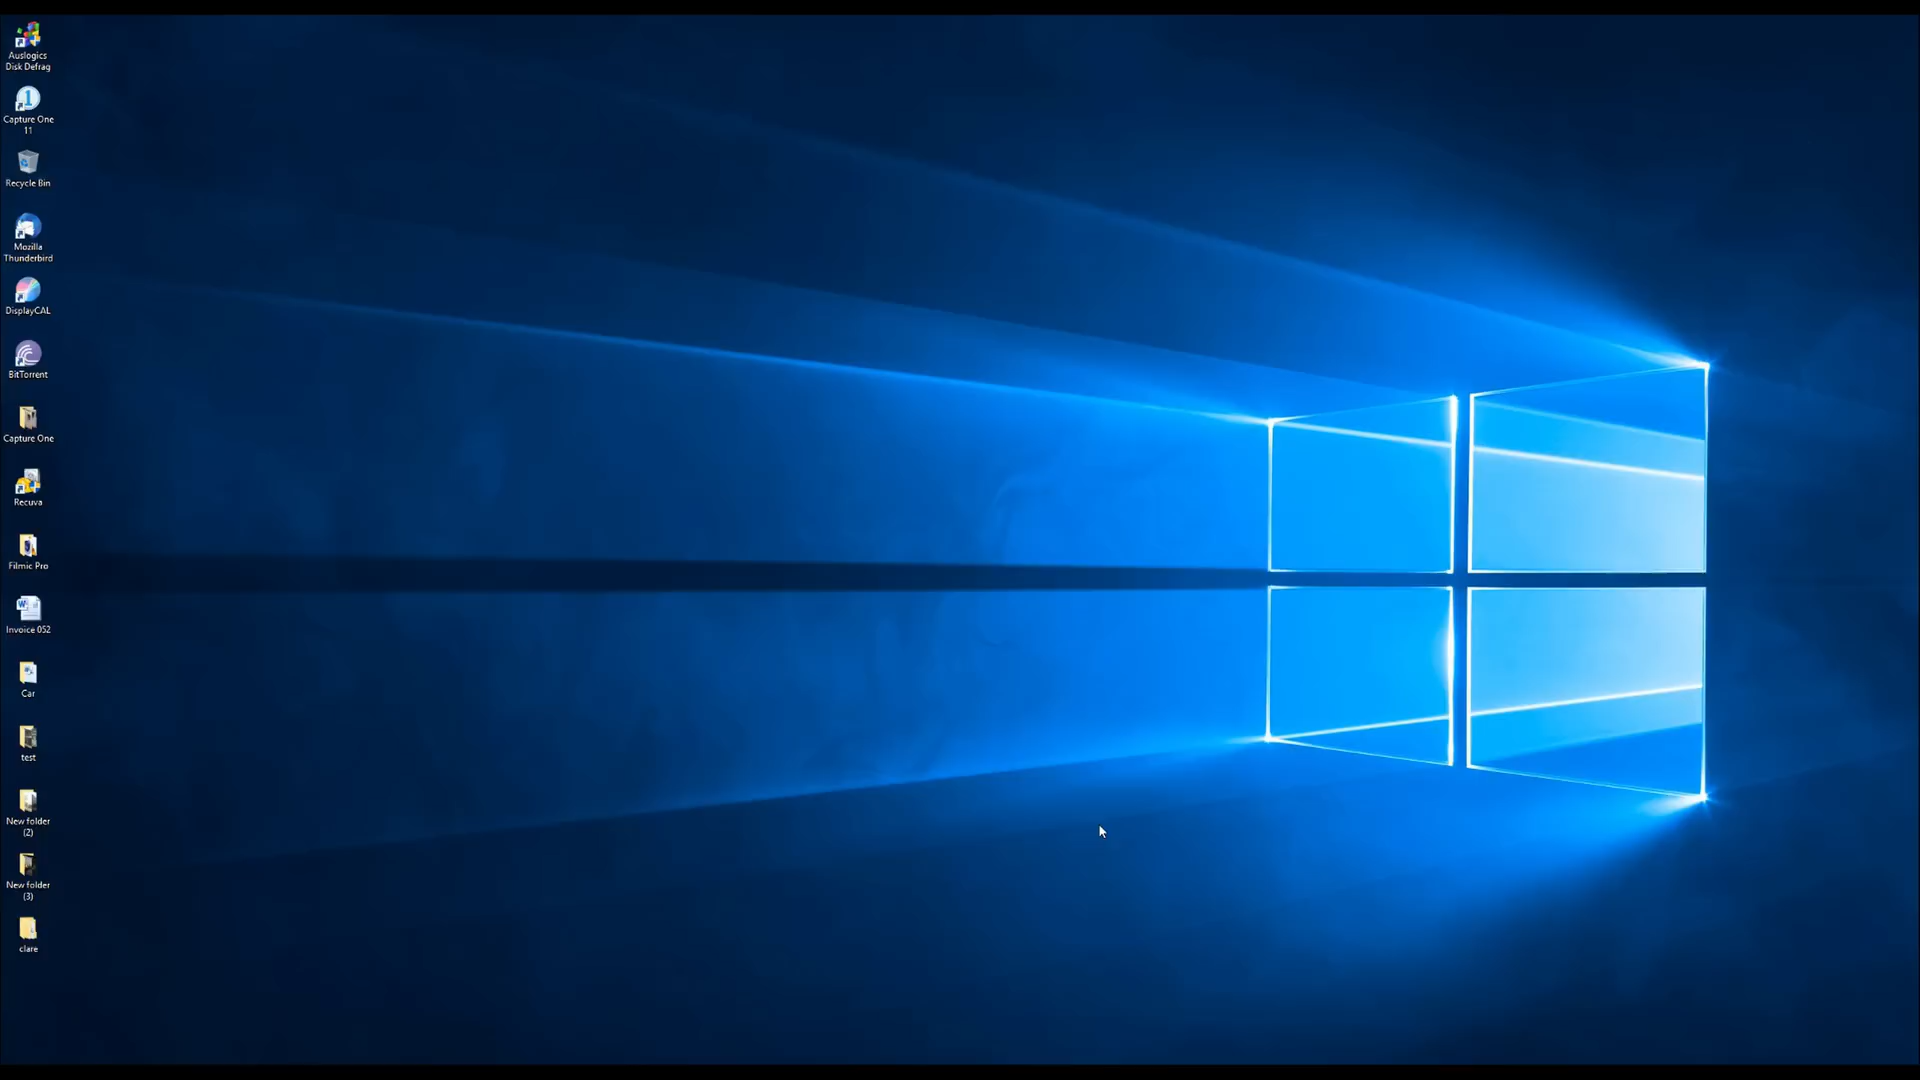 Auslogics
Disk Defrag
Capture One
11
Recycle Bin
Mozilla
Thunderbird
DisplayCAL
BitTorrent
Capture One
Recuva
Filmic Pro
Invoice 052
Car
test
New folder
(2)
New folder
(3)
clare